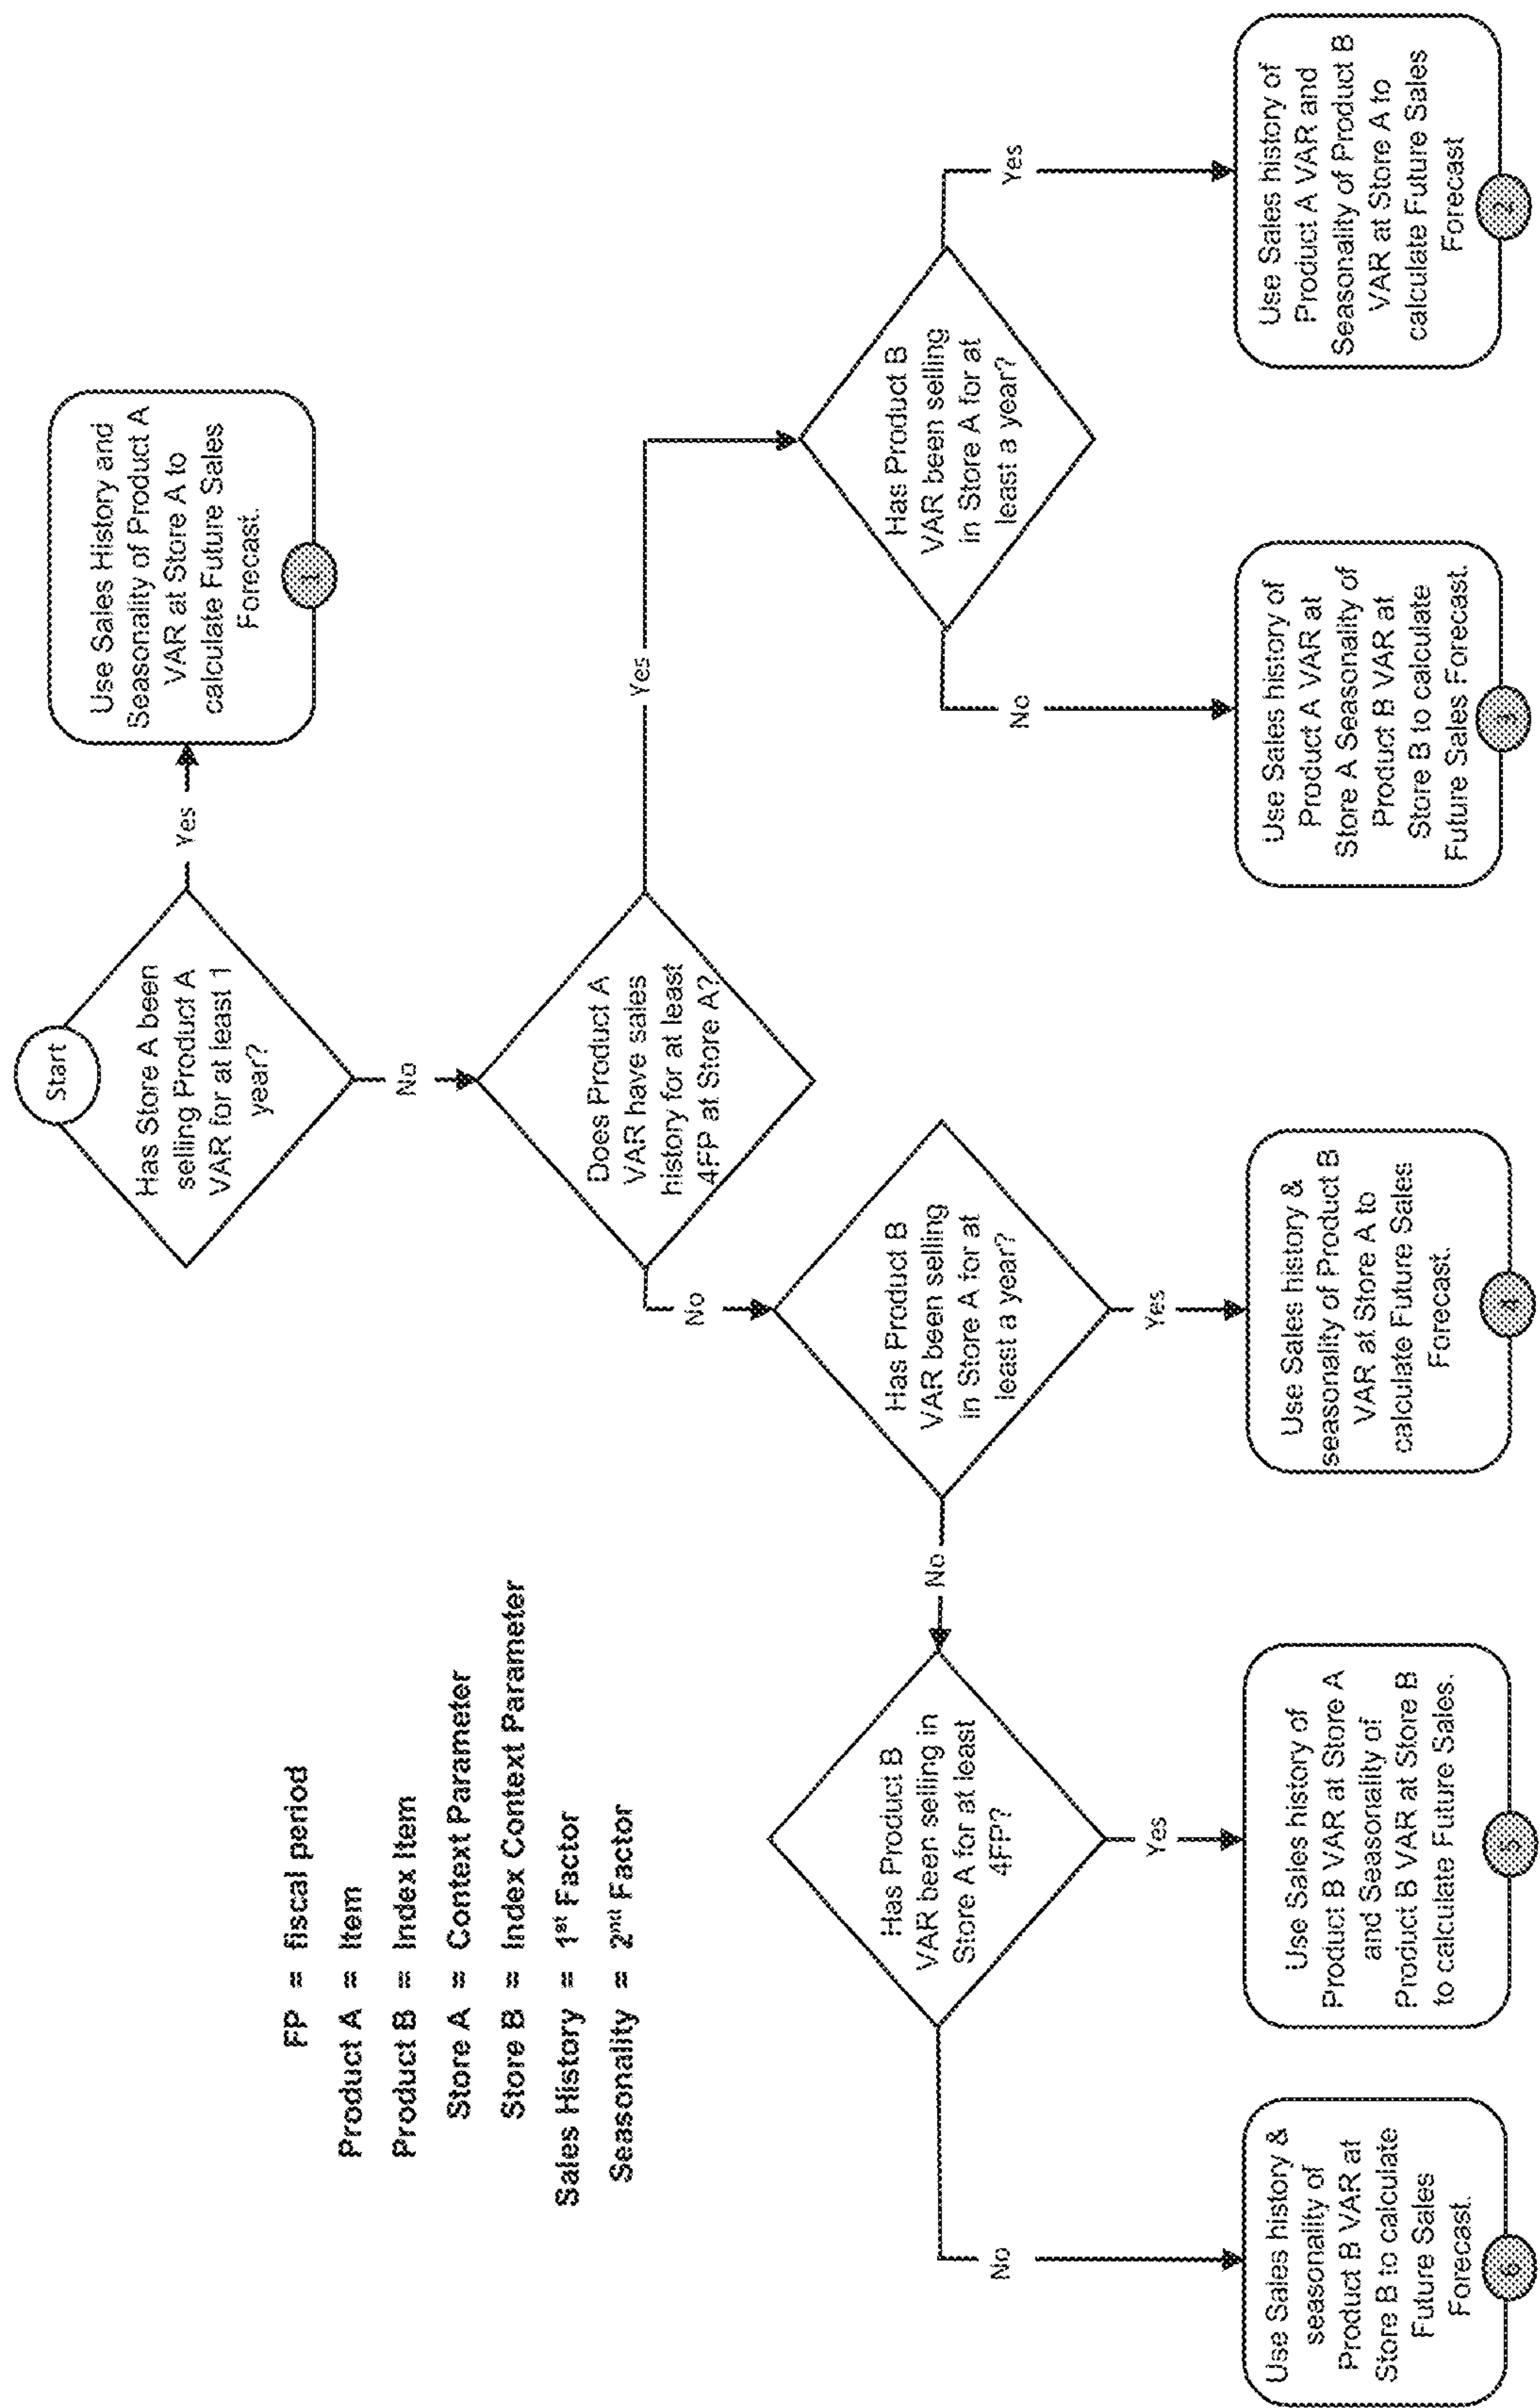 Start
Has Store A been
selling Product A
VAR for at least 1
year?
Yes
Use Sales History and
Seasonality of Product A
VAR at Store A to
calculate Future Sales
Forecast.
1
No
FP = fiscal period
Product A = Item
Product B = Index Item
Store A = Context Parameter
Store B = Index Context Parameter
Sales History = 1st Factor
Seasonality = 2nd Factor
Does Product A
VAR have sales
history for at least
4FP at Store A?
Yes
No
Has Product B
VAR been selling in
Store A for at least
4FP?
No
Has Product B
VAR been selling
in Store A for at
least a year?
Has Product B
VAR been selling
in Store A for at
least a year?
No
Yes
Yes
No
Yes
Use Sales history &
seasonality of
Product B VAR at
Store B to calculate
Future Sales
Forecast.
6
Use Sales history of
Product B VAR at Store A
and Seasonality of
Product B VAR at Store B
to calculate Future Sales.
5
Use Sales history &
seasonality of Product B
VAR at Store A to
calculate Future Sales
Forecast.
4
Use Sales history of
Product A VAR at
Store A Seasonality of
Product B VAR at
Store B to calculate
Future Sales Forecast.
3
Use Sales history of
Product A VAR and
Seasonality of Product B
VAR at Store A to
calculate Future Sales
Forecast
2